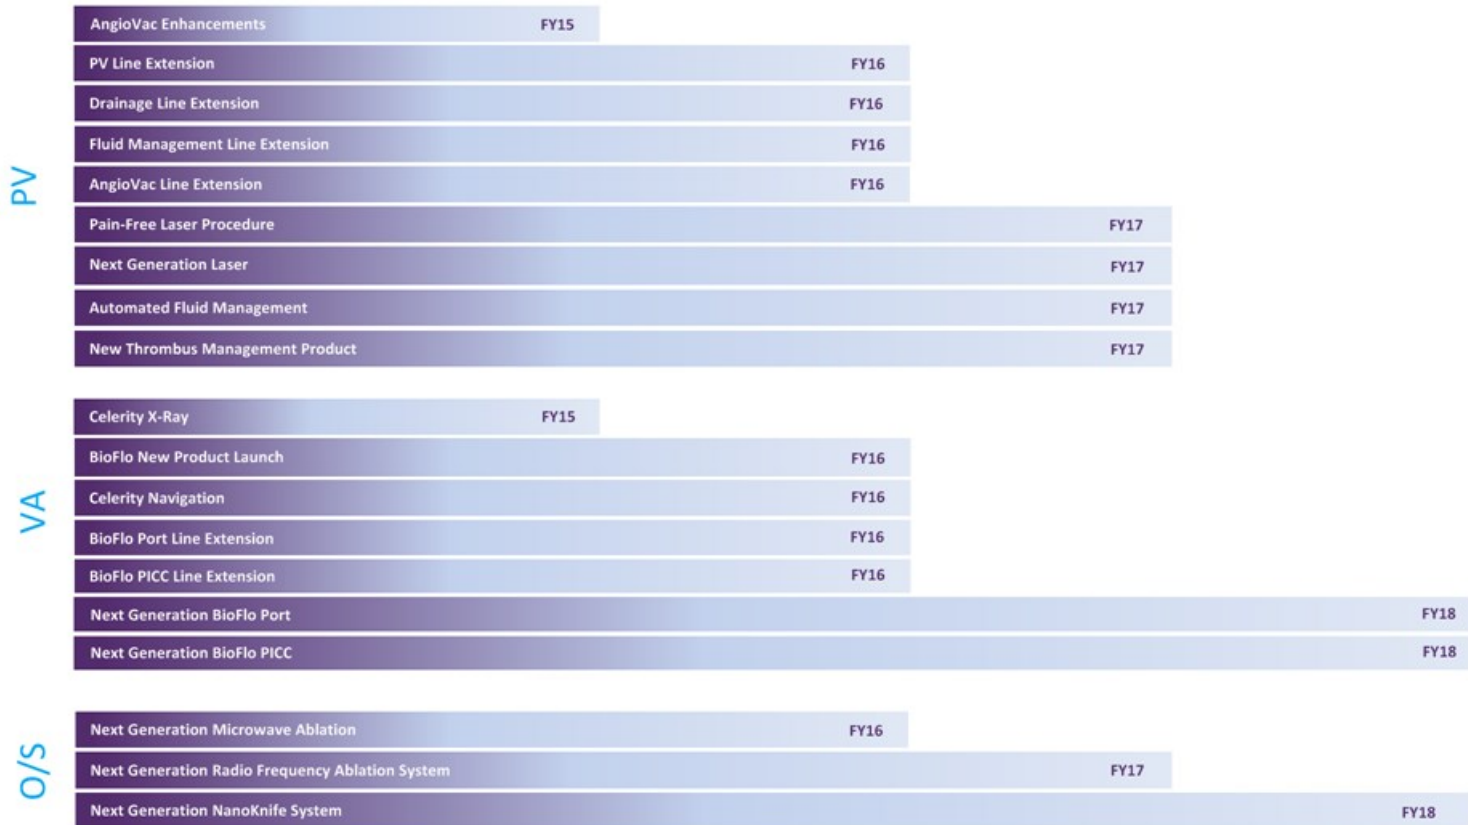 PV
AngioVac Enhancements FY15
PV Line Extension FY16
Drainage Line Extension FY16
Fluid Management Line Extension FY16
AngioVac Line Extension FY16
Pain-Free Laser Procedure FY17
Next Generation Laser FY17
Automated Fluid Management FY17
New Thrombus Management Product FY17
VA
Celerity X-Ray FY15
BioFlo New Product Launch FY16
Celerity Navigation FY16
BioFlo Port Line Extension FY16
BioFlo PICC Line Extension FY16
Next Generation BioFlo Port FY18
Next Generation BioFlo PICC FY18
O/S
Next Generation Microwave Ablation FY16
Next Generation Radio Frequency Ablation System FY17
Next Generation NanoKnife System FY18